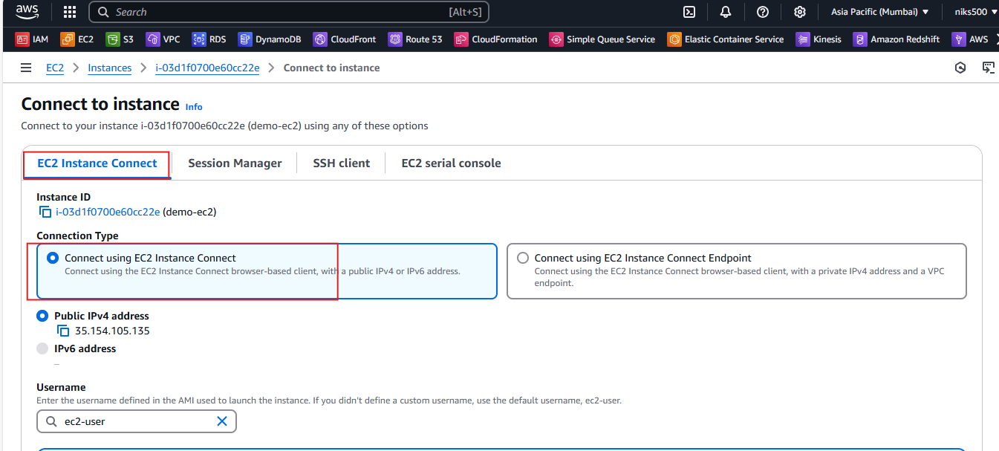 aws Search [Alt+S] Asia Pacific (Mumbai) niks500
IAM EC2 S3 VPC RDS DynamoDB CloudFront Route 53 CloudFormation Simple Queue Service Elastic Container Service Kinesis Amazon Redshift AWS
EC2 Instances i-03d1f0700e60cc22e Connect to instance
Connect to instance Info
Connect to your instance i-03d1f0700e60cc22e (demo-ec2) using any of these options
EC2 Instance Connect Session Manager SSH client EC2 serial console
Instance ID
i-03d1f0700e60cc22e (demo-ec2)
Connection Type
Connect using EC2 Instance Connect
Connect using the EC2 Instance Connect browser-based client, with a public IPv4 or IPv6 address.
Connect using EC2 Instance Connect Endpoint
Connect using the EC2 Instance Connect browser-based client, with a private IPv4 address and a VPC
endpoint.
Public IPv4 address
35.154.105.135
IPv6 address
–
Username
Enter the username defined in the AMI used to launch the instance. If you didn't define a custom username, use the default username, ec2-user.
ec2-user